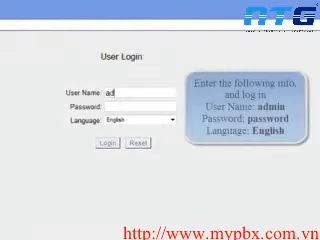 ATG
User Login
User Name: ad
Password:
Language: English
Login Reset
Enter the following info,
and log in
User Name: admin
Password: password
Language: English
http://www.mypbx.com.vn